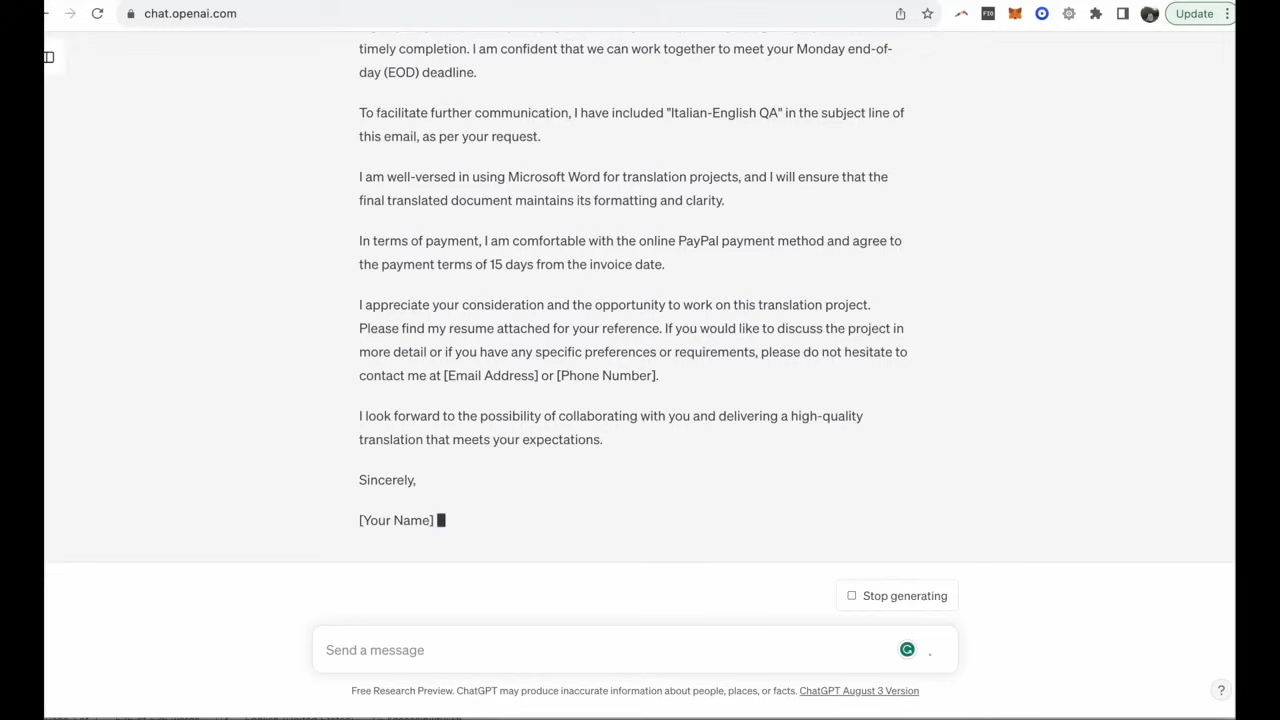 chat.openai.com
Update
timely completion. I am confident that we can work together to meet your Monday end-of-
day (EOD) deadline.
To facilitate further communication, I have included "Italian-English QA" in the subject line of
this email, as per your request.
I am well-versed in using Microsoft Word for translation projects, and I will ensure that the
final translated document maintains its formatting and clarity.
In terms of payment, I am comfortable with the online PayPal payment method and agree to
the payment terms of 15 days from the invoice date.
I appreciate your consideration and the opportunity to work on this translation project.
Please find my resume attached for your reference. If you would like to discuss the project in
more detail or if you have any specific preferences or requirements, please do not hesitate to
contact me at [Email Address] or [Phone Number].
I look forward to the possibility of collaborating with you and delivering a high-quality
translation that meets your expectations.
Sincerely,
[Your Name]
Stop generating
Send a message
Free Research Preview. ChatGPT may produce inaccurate information about people, places, or facts. ChatGPT August 3 Version
?